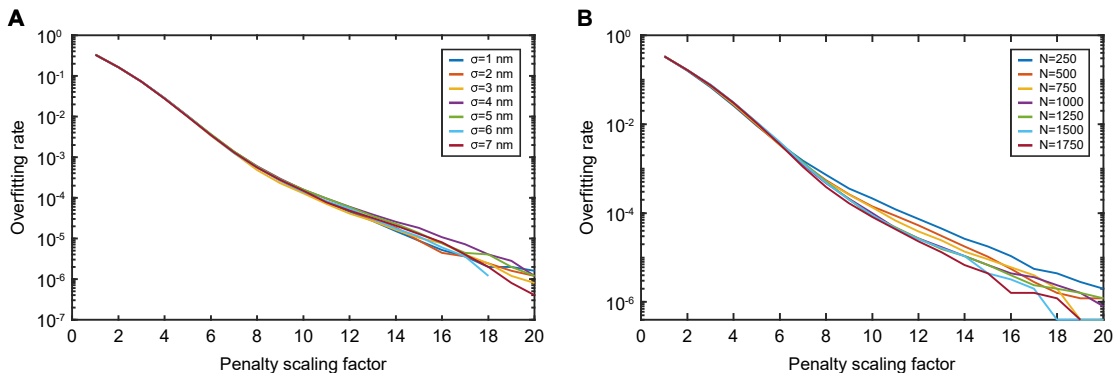 A
10^0
10^-1
10^-2
10^-3
10^-4
10^-5
10^-6
10^-7
Overfitting rate
0 2 4 6 8 10 12 14 16 18 20
Penalty scaling factor
σ=1 nm
σ=2 nm
σ=3 nm
σ=4 nm
σ=5 nm
σ=6 nm
σ=7 nm
B
10^0
10^-2
10^-4
10^-6
Overfitting rate
0 2 4 6 8 10 12 14 16 18 20
Penalty scaling factor
N=250
N=500
N=750
N=1000
N=1250
N=1500
N=1750